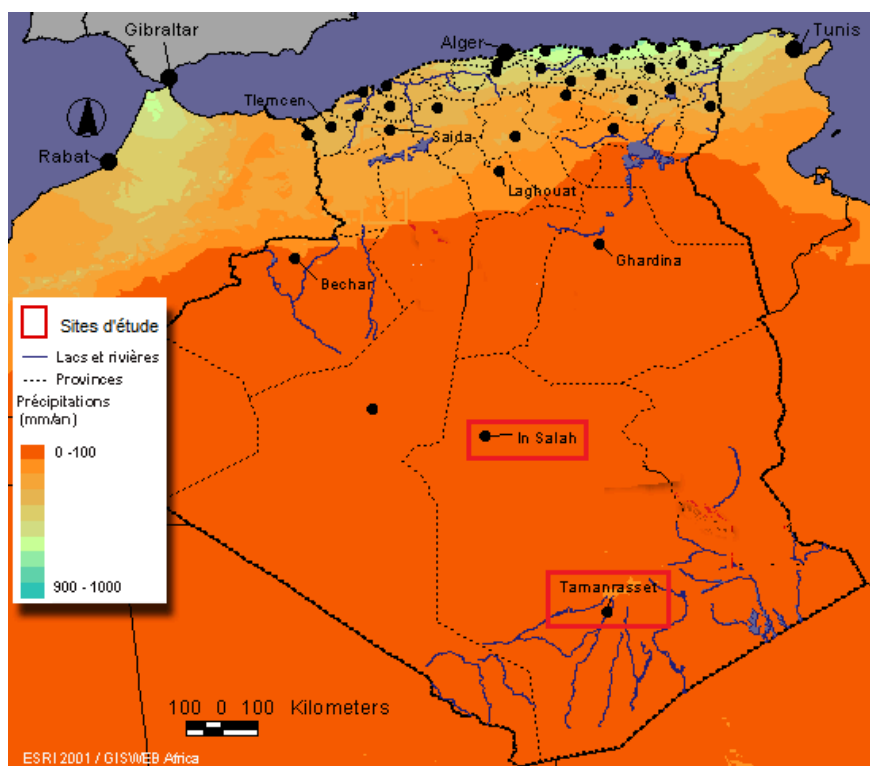 Gibraltar
Alger
Tunis
Tlemcen
Rabat
Saida
Laghouat
Ghardina
Bechar
Sites d'étude
Lacs et rivières
Provinces
Précipitations
(mm/an)
0 -100
900 - 1000
In Salah
Tamanrasset
100 0 100 Kilometers
ESRI 2001 / GISWEB Africa